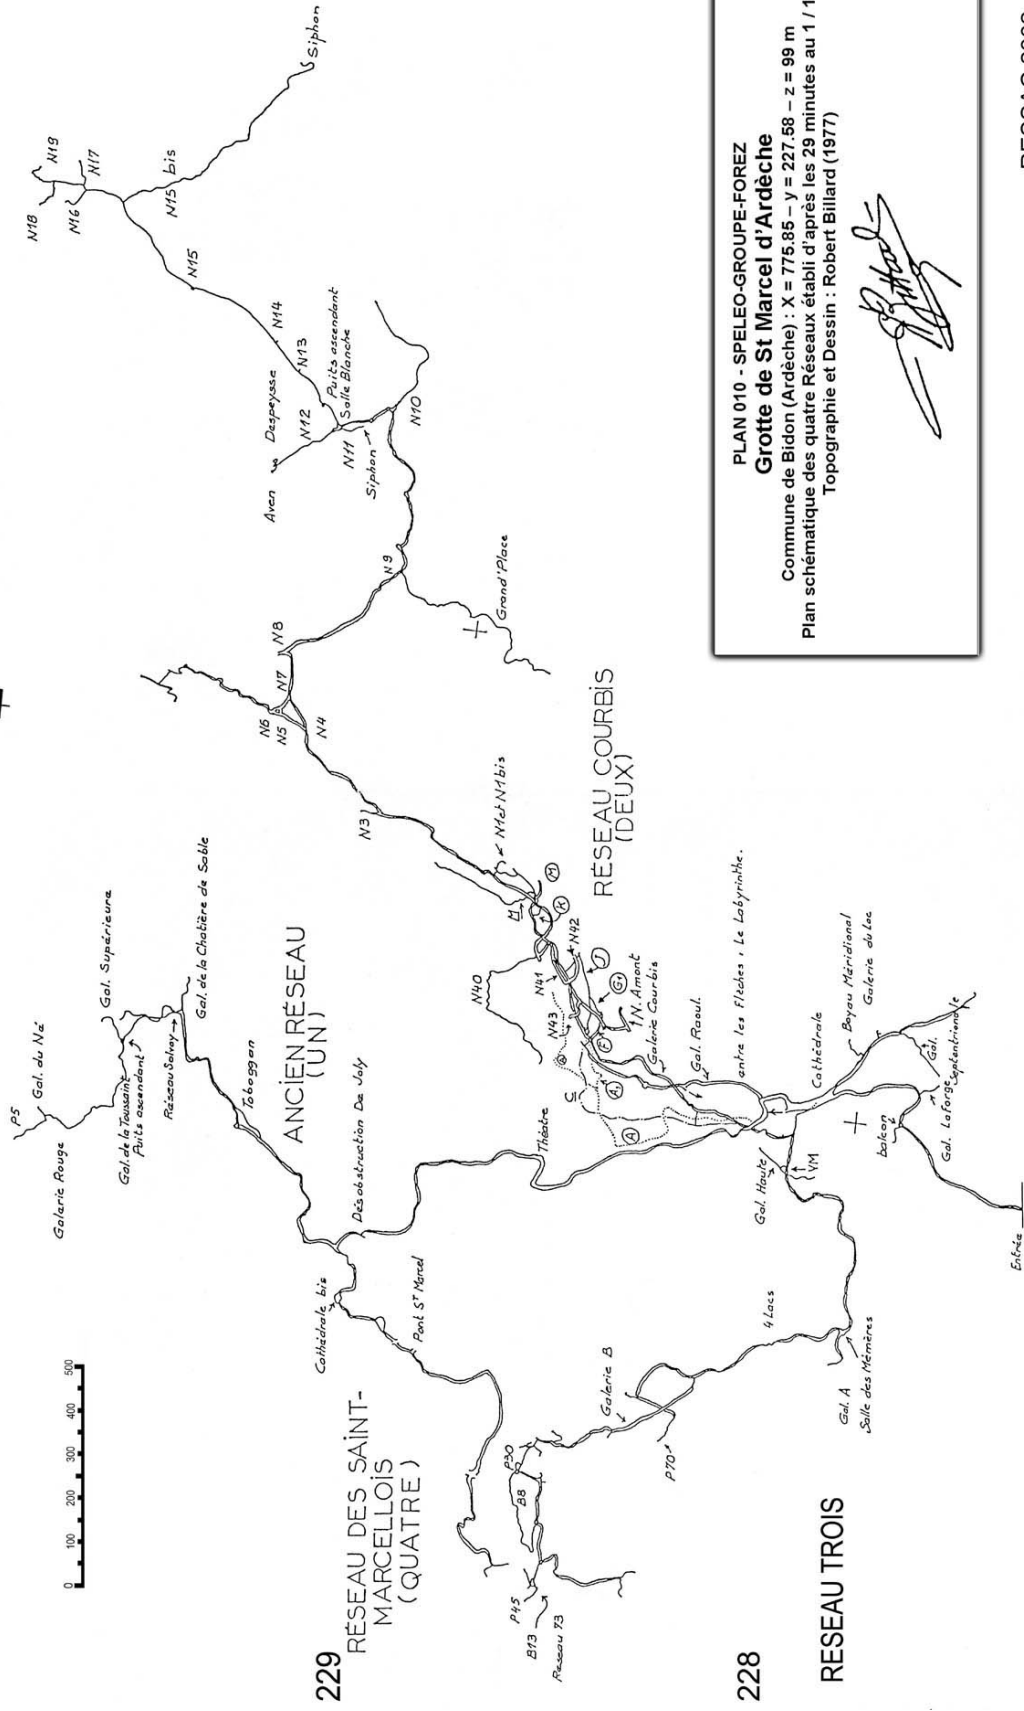 PLAN 010 - SPELEO-GROUPE-FOREZ
Grotte de St Marcel d'Ardèche
Commune de Bidon (Ardèche) : X = 775.85 – y = 227.58 – z = 99 m
Plan schématique des quatre Réseaux établi d'après les 29 minutes au 1 / 1
Topographie et Dessin : Robert Billard (1977)
0 100 200 300 400 500
229
228
RÉSEAU DES SAINT-
MARCELLOIS
(QUATRE)
RESEAU TROIS
ANCIEN RÉSEAU
(UN)
RÉSEAU COURBIS
(DEUX)
P5
Gal. du Na
Galerie Rouge
Gal. Supérieure
Gal. de la Toussaint
Puits ascendant
Réseau Solvay
Gal. de la Chatière de Sable
Toboggan
Désobstruction De Joly
Cathédrale bis
Pont St Marcel
Théatre
P45
B13
Reseau 73
B8
P30
Galerie B
P70
4 Lacs
Gal. A
Salle des Mémères
Gal. Haute
VM
Cathédrale
Boyau Méridional
Galerie du Lac
Gal. Septentrionale
Gal. Laforge
balcon
Entrée
antre les Flèches, Le Labyrinthe.
Gal. Raoul.
Galerie Courbis
N. Amont
A
A1
C
F
G1
J
K
M
M
N43
N41
N42
N40
N1 et N1 bis
N3
N4
N5
N6
N7
N8
N9
Grand'Place
N10
Siphon
N11
N12
Aven Despeysse
Puits ascendant
Salle Blanche
N13
N14
N15
N15 bis
N16
N17
N18
N19
Siphon